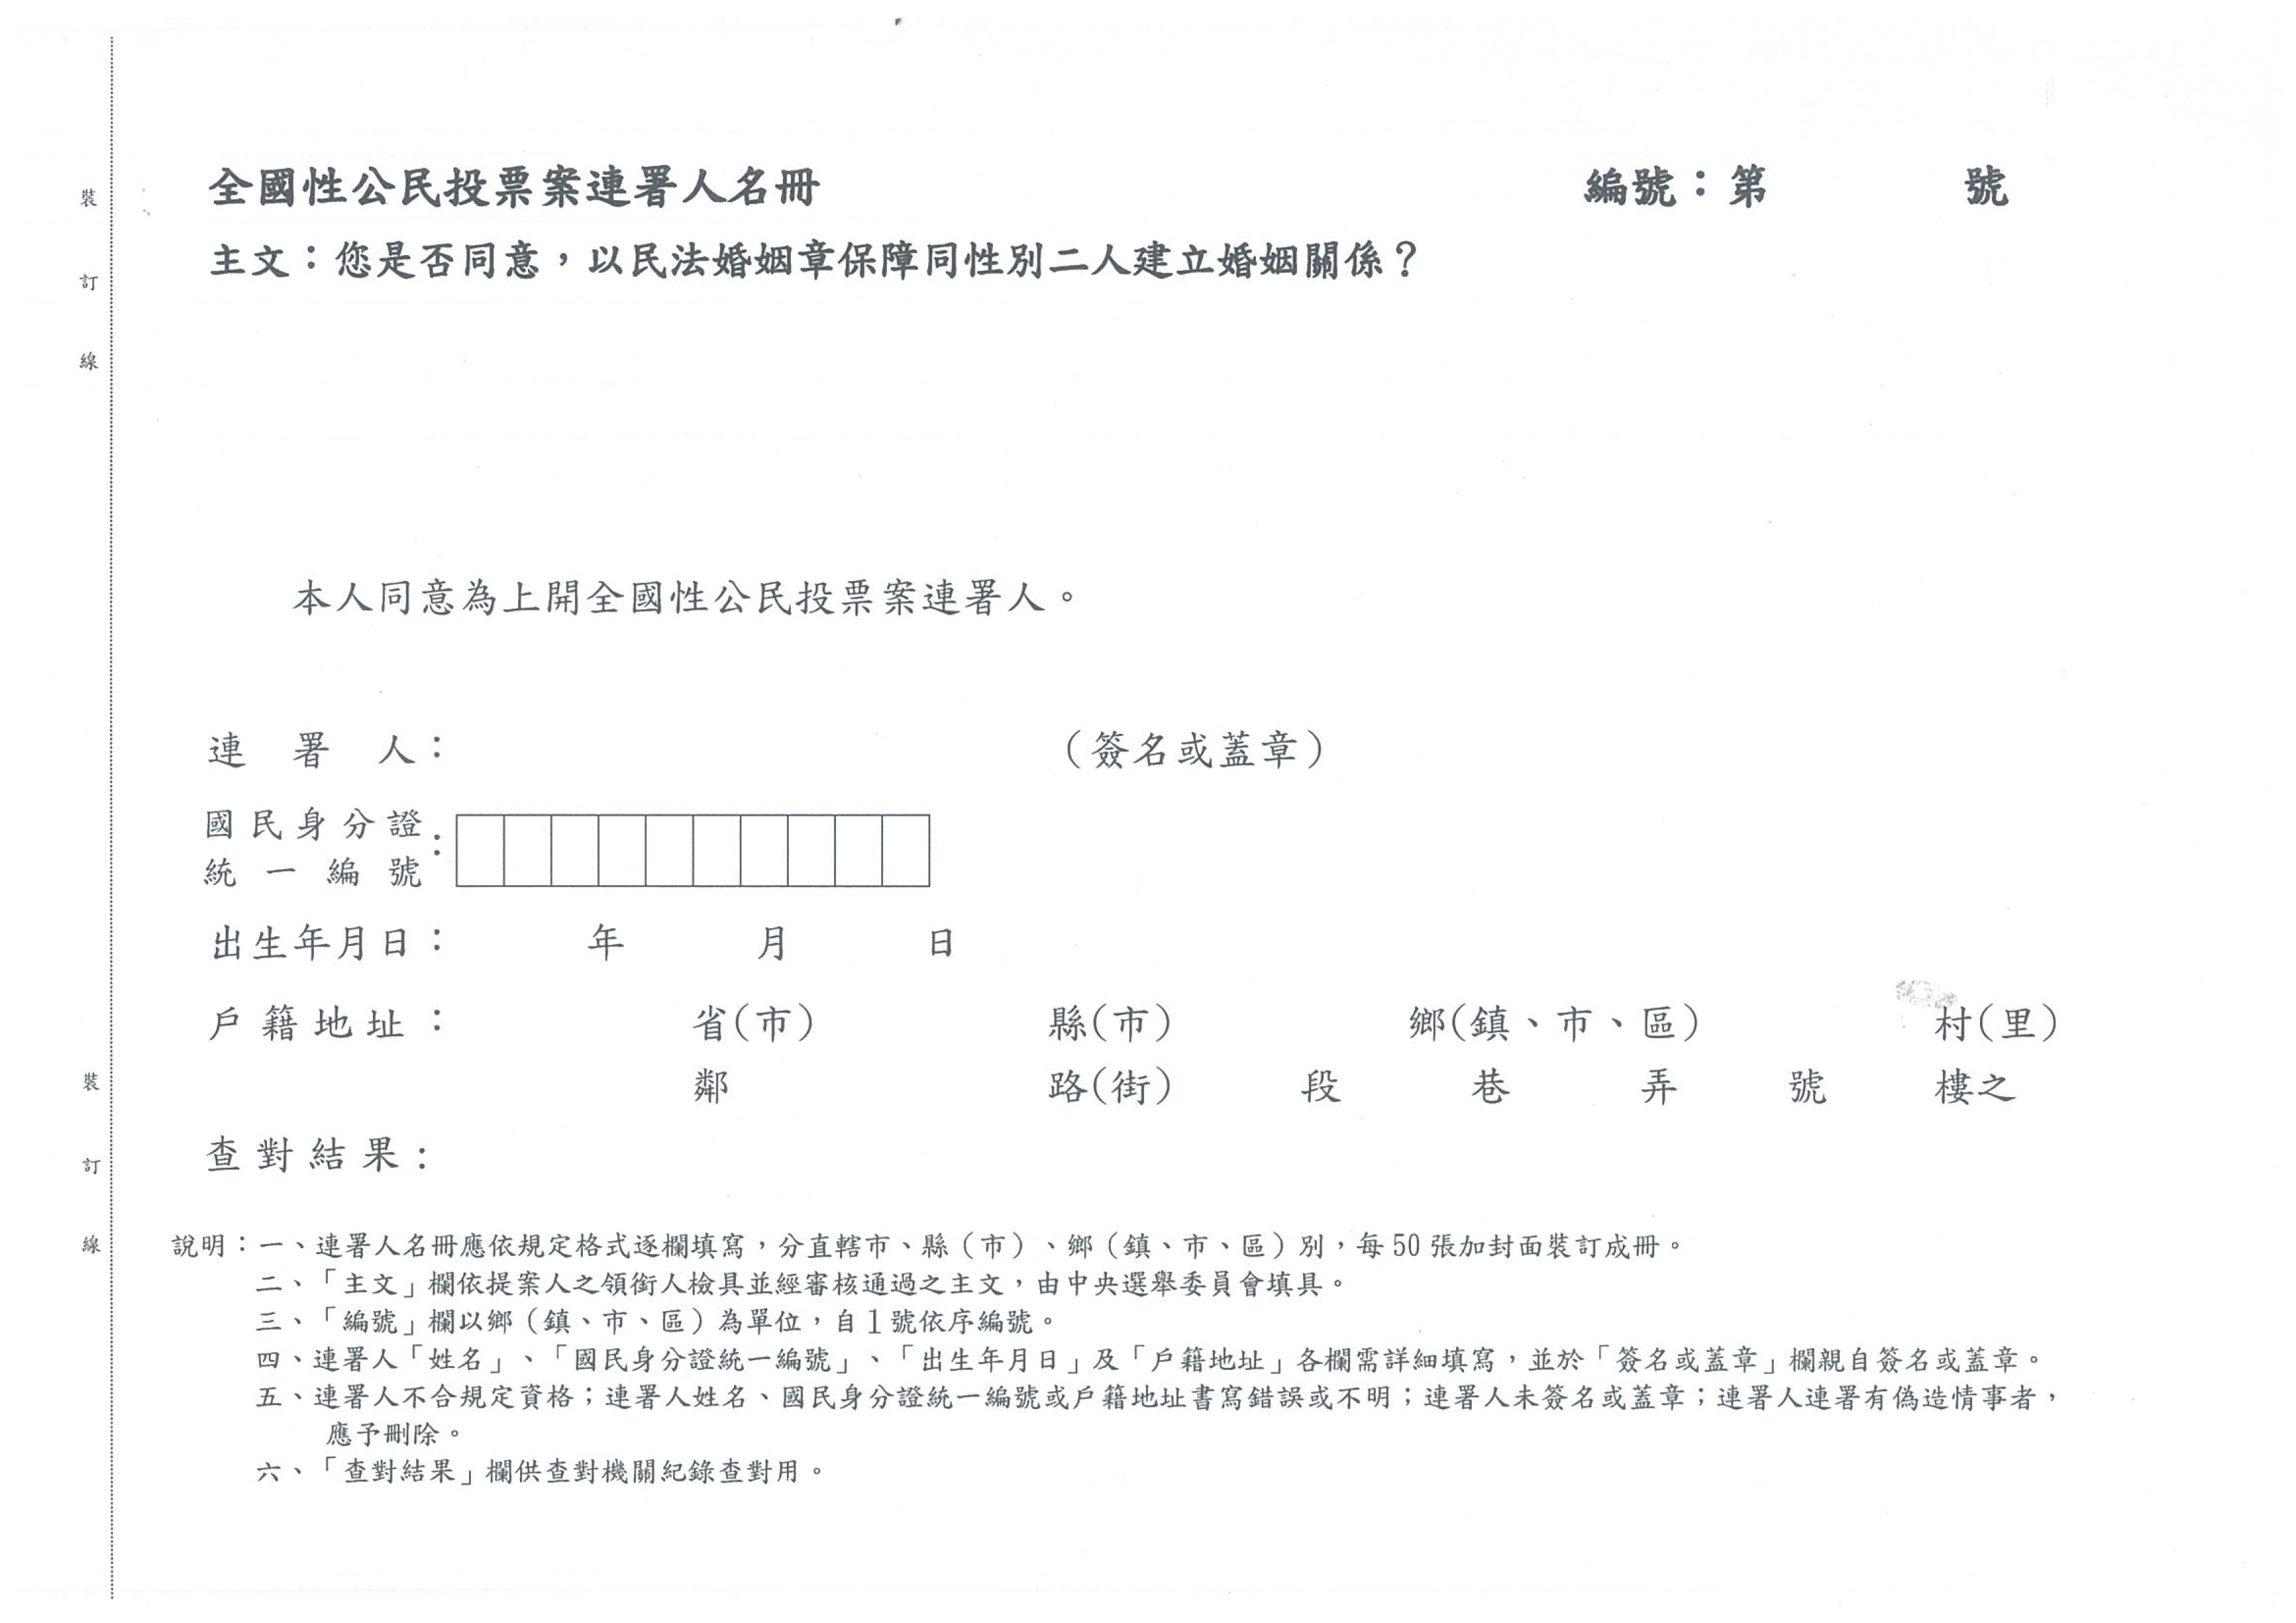 全國性公民投票案連署人名冊 編號：第 號
主文：您是否同意，以民法婚姻章保障同性別二人建立婚姻關係？
本人同意為上開全國性公民投票案連署人。
連署人： （簽名或蓋章）
國民身分證統一編號：
出生年月日： 年 月 日
戶籍地址： 省(市) 縣(市) 鄉(鎮、市、區) 村(里)
鄰 路(街) 段 巷 弄 號 樓之
查對結果：
說明：一、連署人名冊應依規定格式逐欄填寫，分直轄市、縣（市）、鄉（鎮、市、區）別，每50張加封面裝訂成冊。
二、「主文」欄依提案人之領銜人檢具並經審核通過之主文，由中央選舉委員會填具。
三、「編號」欄以鄉（鎮、市、區）為單位，自1號依序編號。
四、連署人「姓名」、「國民身分證統一編號」、「出生年月日」及「戶籍地址」各欄需詳細填寫，並於「簽名或蓋章」欄親自簽名或蓋章。
五、連署人不合規定資格；連署人姓名、國民身分證統一編號或戶籍地址書寫錯誤或不明；連署人未簽名或蓋章；連署人連署有偽造情事者，
應予刪除。
六、「查對結果」欄供查對機關紀錄查對用。
裝訂線
裝訂線